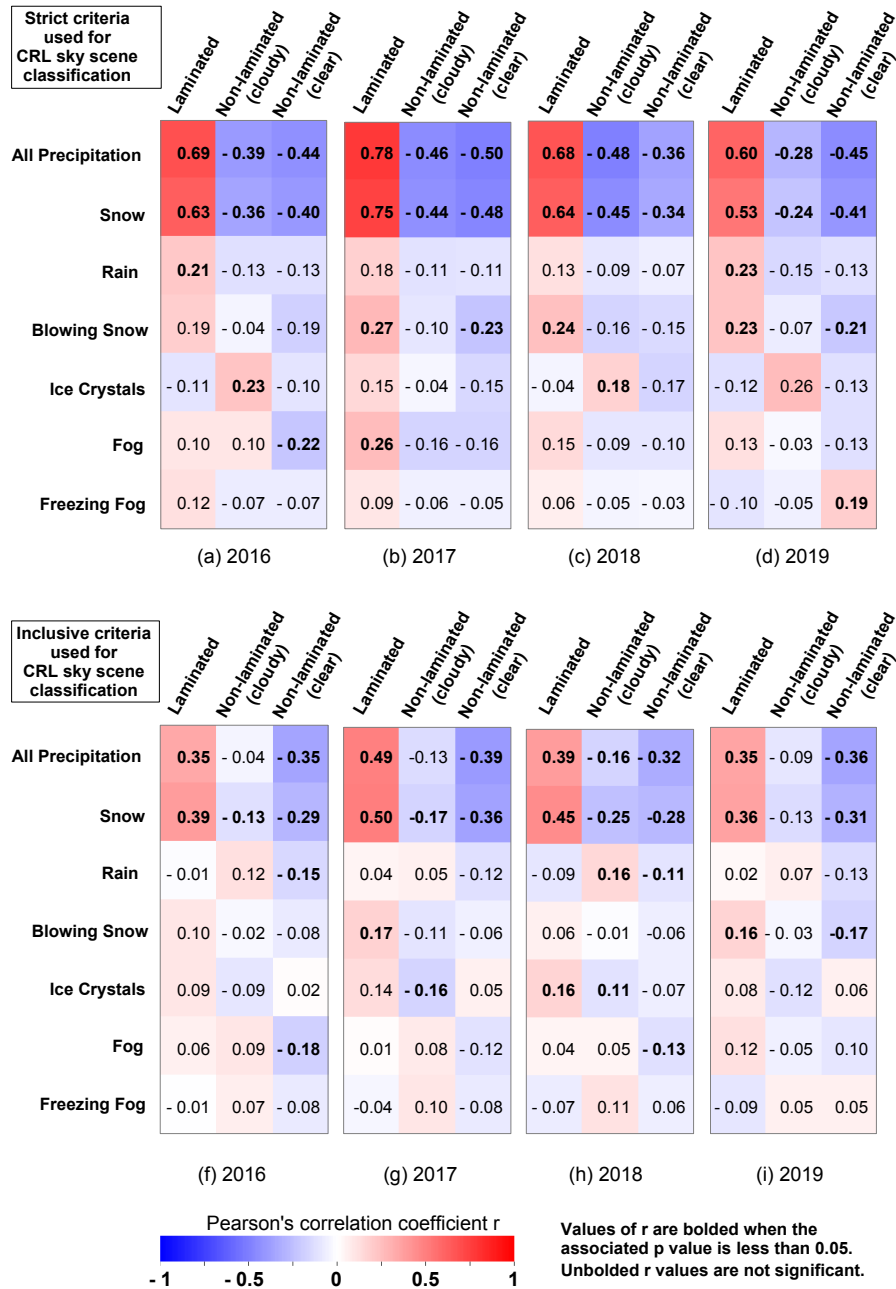 Strict criteria
used for
CRL sky scene
classification
Laminated
Non-laminated
(cloudy)
Non-laminated
(clear)
Laminated
Non-laminated
(cloudy)
Non-laminated
(clear)
Laminated
Non-laminated
(cloudy)
Non-laminated
(clear)
Laminated
Non-laminated
(cloudy)
Non-laminated
(clear)
All Precipitation 0.69 - 0.39 - 0.44 0.78 - 0.46 - 0.50 0.68 - 0.48 - 0.36 0.60 -0.28 - 0.45
Snow 0.63 - 0.36 - 0.40 0.75 - 0.44 - 0.48 0.64 - 0.45 - 0.34 0.53 -0.24 - 0.41
Rain 0.21 - 0.13 - 0.13 0.18 - 0.11 - 0.11 0.13 - 0.09 - 0.07 0.23 - 0.15 - 0.13
Blowing Snow 0.19 - 0.04 - 0.19 0.27 - 0.10 - 0.23 0.24 - 0.16 - 0.15 0.23 - 0.07 - 0.21
Ice Crystals - 0.11 0.23 - 0.10 0.15 - 0.04 - 0.15 - 0.04 0.18 - 0.17 - 0.12 0.26 - 0.13
Fog 0.10 0.10 - 0.22 0.26 - 0.16 - 0.16 0.15 - 0.09 - 0.10 0.13 - 0.03 - 0.13
Freezing Fog 0.12 - 0.07 - 0.07 0.09 - 0.06 - 0.05 0.06 - 0.05 - 0.03 - 0 .10 -0.05 0.19
(a) 2016 (b) 2017 (c) 2018 (d) 2019
Inclusive criteria
used for
CRL sky scene
classification
Laminated
Non-laminated
(cloudy)
Non-laminated
(clear)
Laminated
Non-laminated
(cloudy)
Non-laminated
(clear)
Laminated
Non-laminated
(cloudy)
Non-laminated
(clear)
Laminated
Non-laminated
(cloudy)
Non-laminated
(clear)
All Precipitation 0.35 - 0.04 - 0.35 0.49 -0.13 - 0.39 0.39 - 0.16 - 0.32 0.35 - 0.09 - 0.36
Snow 0.39 - 0.13 - 0.29 0.50 -0.17 - 0.36 0.45 - 0.25 -0.28 0.36 - 0.13 - 0.31
Rain - 0.01 0.12 - 0.15 0.04 0.05 - 0.12 - 0.09 0.16 - 0.11 0.02 0.07 - 0.13
Blowing Snow 0.10 - 0.02 - 0.08 0.17 - 0.11 - 0.06 0.06 - 0.01 -0.06 0.16 - 0.03 -0.17
Ice Crystals 0.09 - 0.09 0.02 0.14 - 0.16 0.05 0.16 0.11 - 0.07 0.08 - 0.12 0.06
Fog 0.06 0.09 - 0.18 0.01 0.08 - 0.12 0.04 0.05 - 0.13 0.12 - 0.05 0.10
Freezing Fog - 0.01 0.07 - 0.08 -0.04 0.10 - 0.08 - 0.07 0.11 0.06 - 0.09 0.05 0.05
(f) 2016 (g) 2017 (h) 2018 (i) 2019
Pearson's correlation coefficient r
- 1 - 0.5 0 0.5 1
Values of r are bolded when the
associated p value is less than 0.05.
Unbolded r values are not significant.